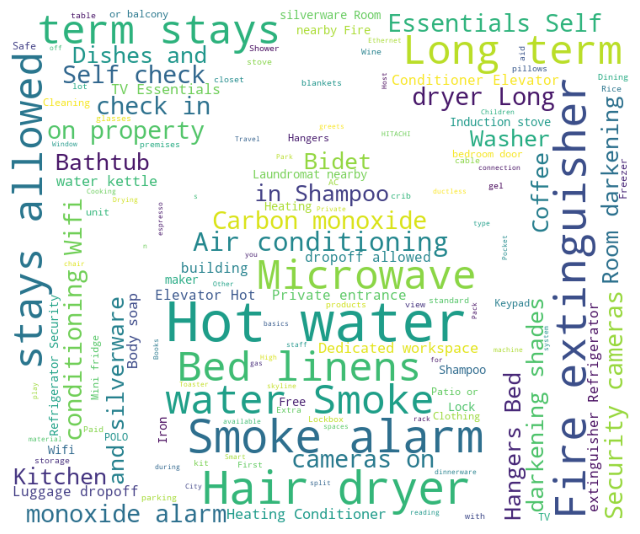 table
or balcony
silverware Room
Essentials Self
Safe
off
term stays
Shower
nearby Fire
Ethernet
Long term
Dishes and
stove
Wine
aid
Dining
Self check
closet
Host
Conditioner Elevator
TV Essentials
blankets
pillows
Rice
Cleaning
lot
dryer Long
check in
glasses
Induction stove
Children
on property
premises
Travel
greets
HITACHI
Washer
Window
Hangers
Bathtub
Laundromat nearby
Park
Bidet
cable
bedroom door
connection
Freezer
water kettle
Cooking
Drying
AC
crib
ductless
gel
stays allowed
unit
s
in Shampoo
Heating
Private
type
Coffee
Room darkening
espresso
Carbon monoxide
a
Air conditioning
you
dropoff allowed
Pocket
chair
building
maker
Elevator Hot
Private entrance
view
standard
Keypad
Other
products
Pack
Microwave
conditioning Wifi
Refrigerator Security
Mini fridge
Body soap
Hot water
basics
staff
system
Fire extinguisher
Books
Dedicated workspace
machine
High
gas
for
Bed linens
skyline
Shampoo
Patio or
Toaster
darkening shades
extinguisher Refrigerator
Security cameras
play
and silverware
water Smoke
Free
Extra
Lock
Clothing
Hangers Bed
Paid
POLO
Iron
available
Lockbox
spaces
rack
Smoke alarm
material
Wifi
during
kit
First
Smart
cameras on
dinnerware
Kitchen
storage
Luggage dropoff
City
split
Hair dryer
TV
parking
monoxide alarm
Heating Conditioner
reading
with